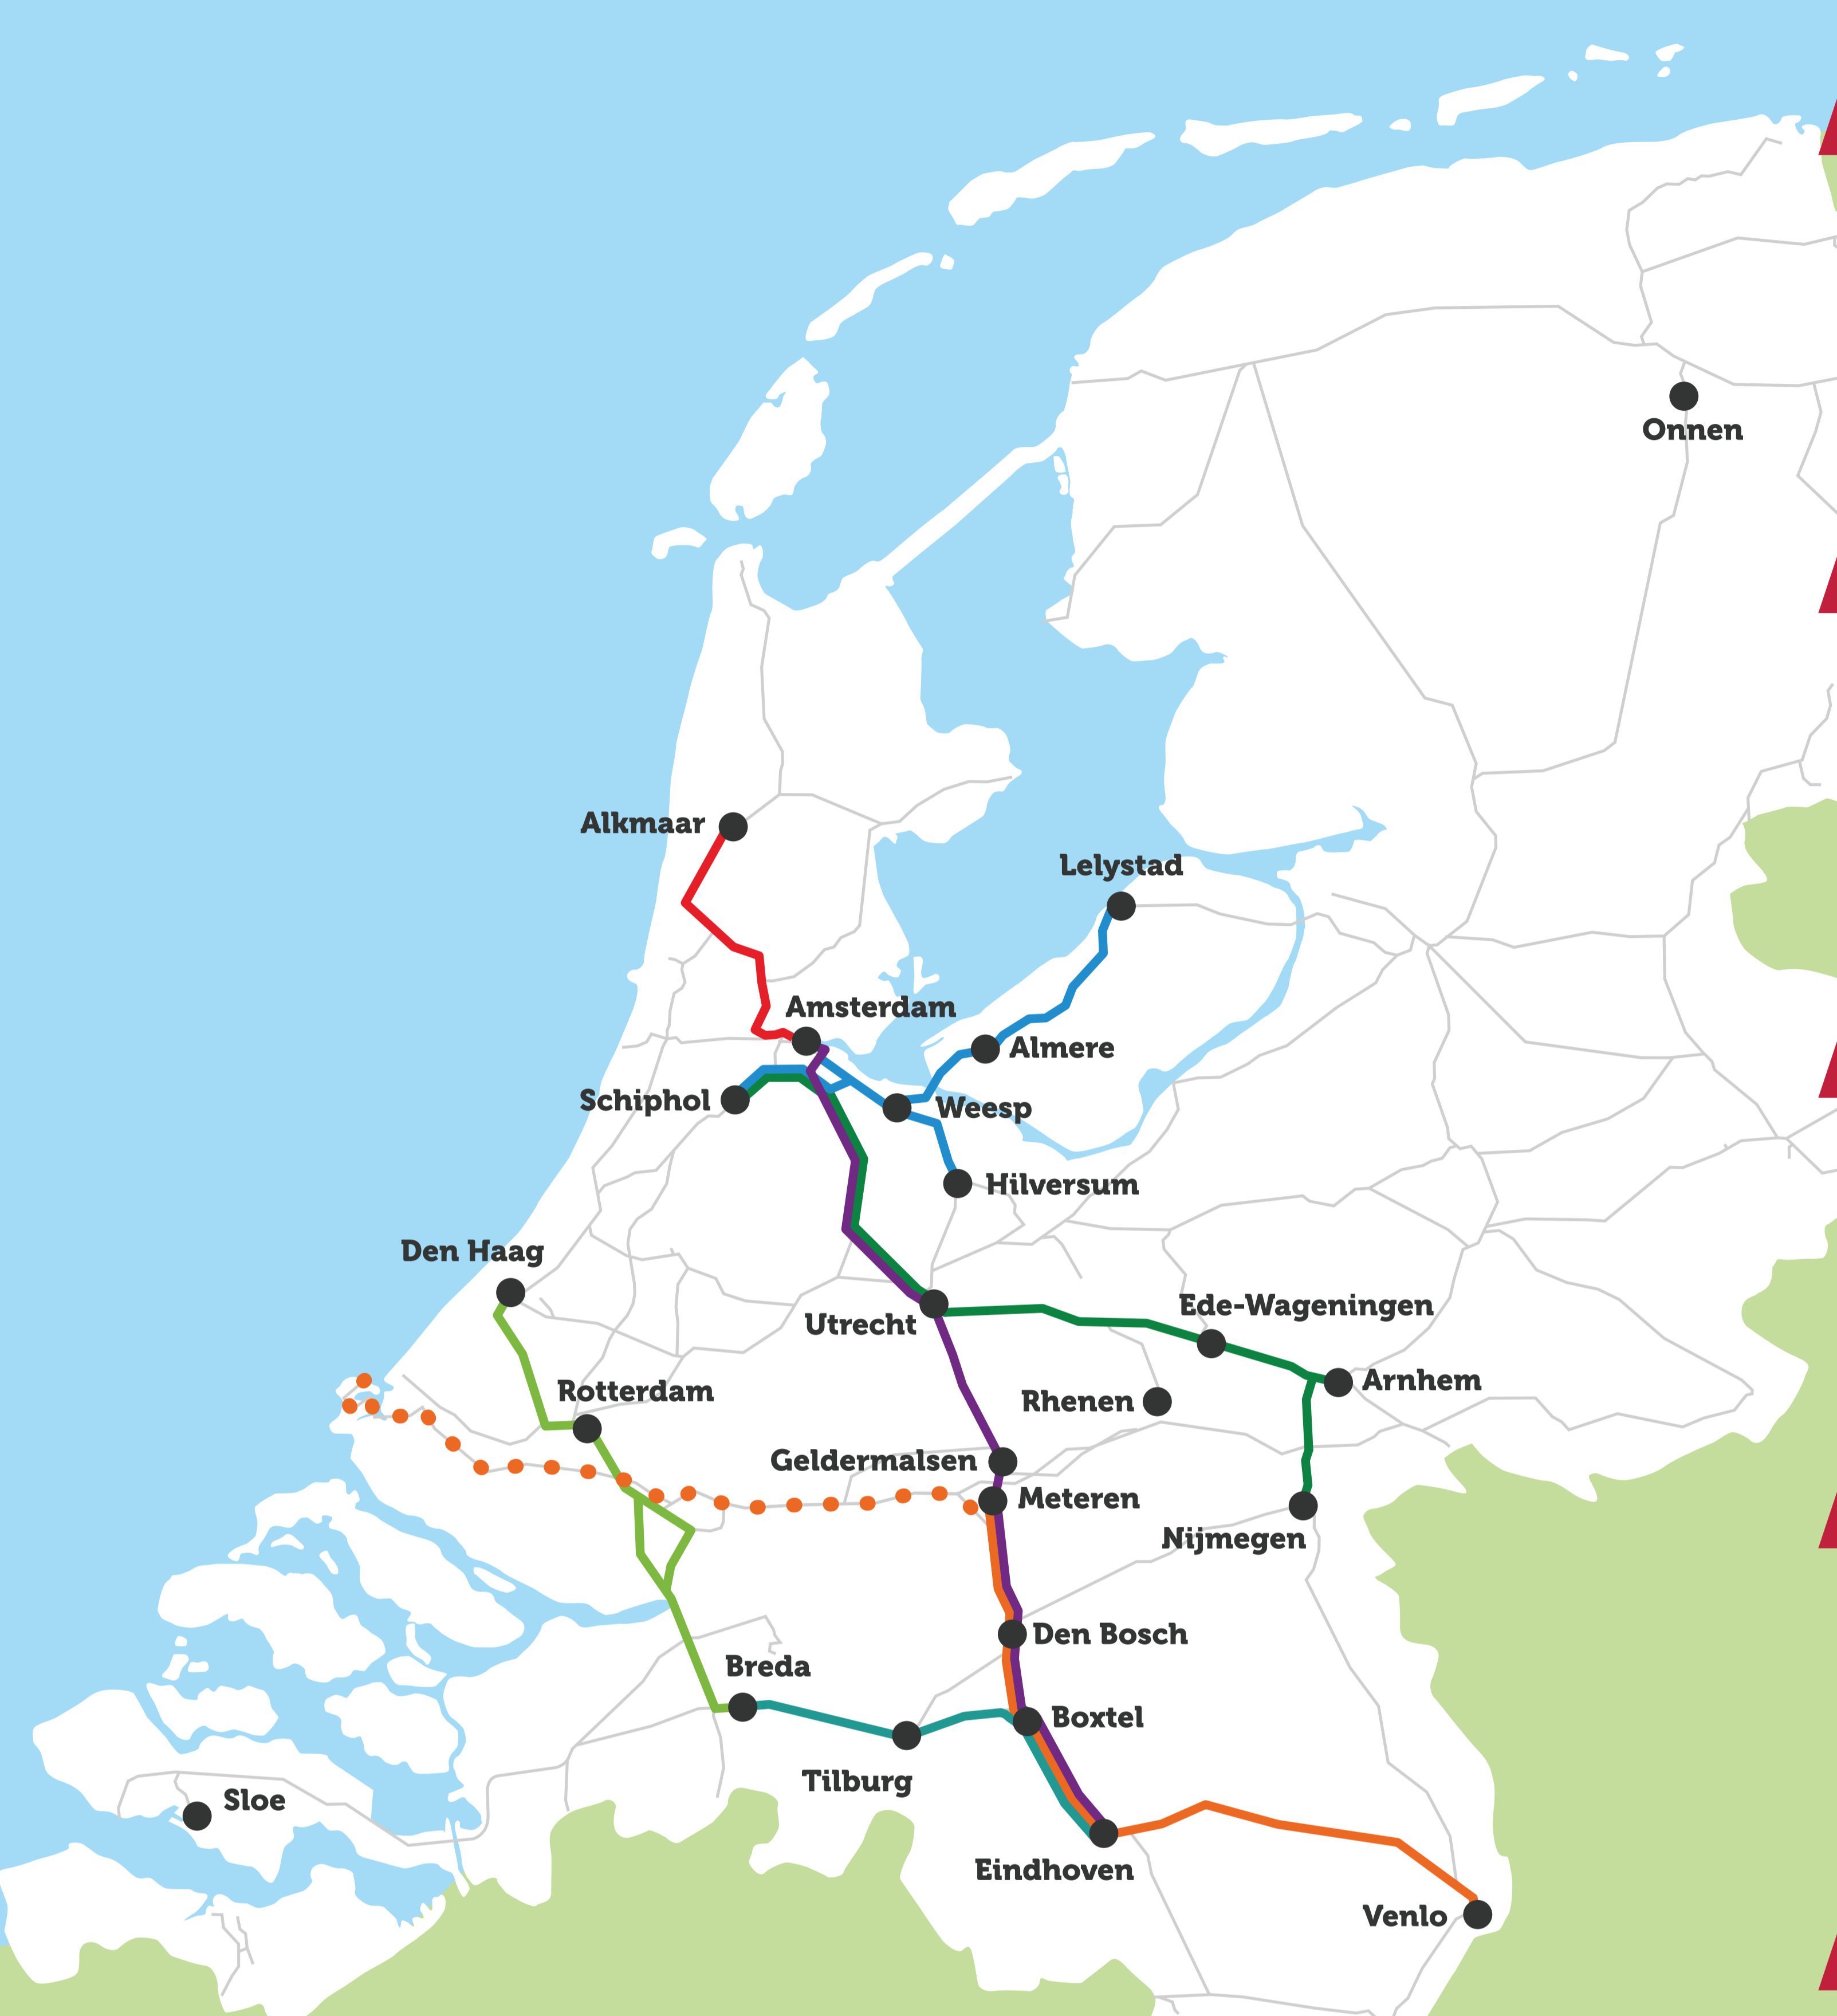 Onnen
Alkmaar
Lelystad
Amsterdam
Almere
Schiphol
Weesp
Hilversum
Den Haag
Ede-Wageningen
Utrecht
Arnhem
Rotterdam
Rhenen
Geldermalsen
Meteren
Nijmegen
Den Bosch
Breda
Boxtel
Tilburg
Sloe
Eindhoven
Venlo